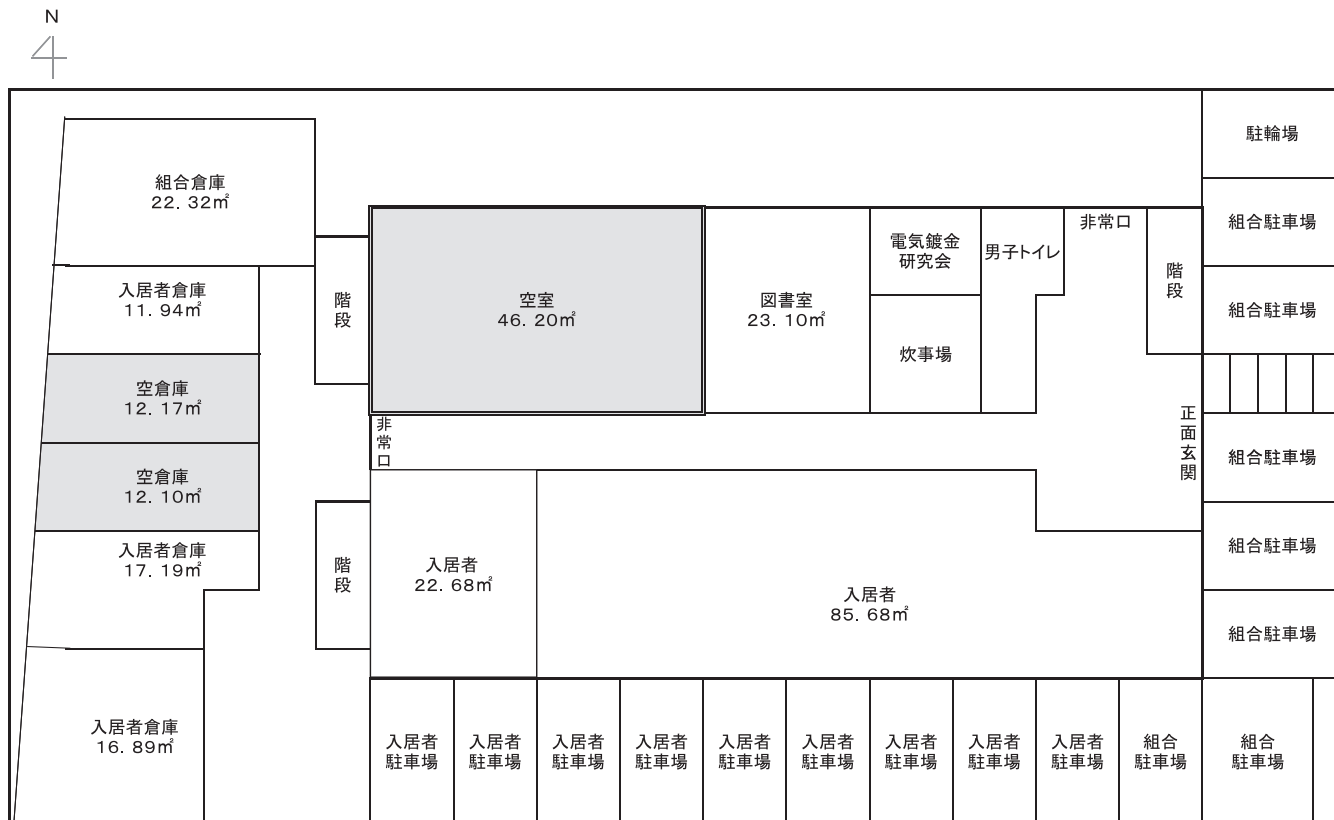 N
駐輪場
組合倉庫
22. 32㎡
組合駐車場
非常口
電気鍍金
研究会
男子トイレ
階段
入居者倉庫
11. 94㎡
階段
空室
46. 20㎡
図書室
23. 10㎡
組合駐車場
炊事場
空倉庫
12. 17㎡
非常口
正面玄関
組合駐車場
空倉庫
12. 10㎡
入居者倉庫
17. 19㎡
階段
入居者
22. 68㎡
入居者
85. 68㎡
組合駐車場
組合駐車場
入居者倉庫
16. 89㎡
入居者
駐車場
入居者
駐車場
入居者
駐車場
入居者
駐車場
入居者
駐車場
入居者
駐車場
入居者
駐車場
入居者
駐車場
入居者
駐車場
組合
駐車場
組合
駐車場